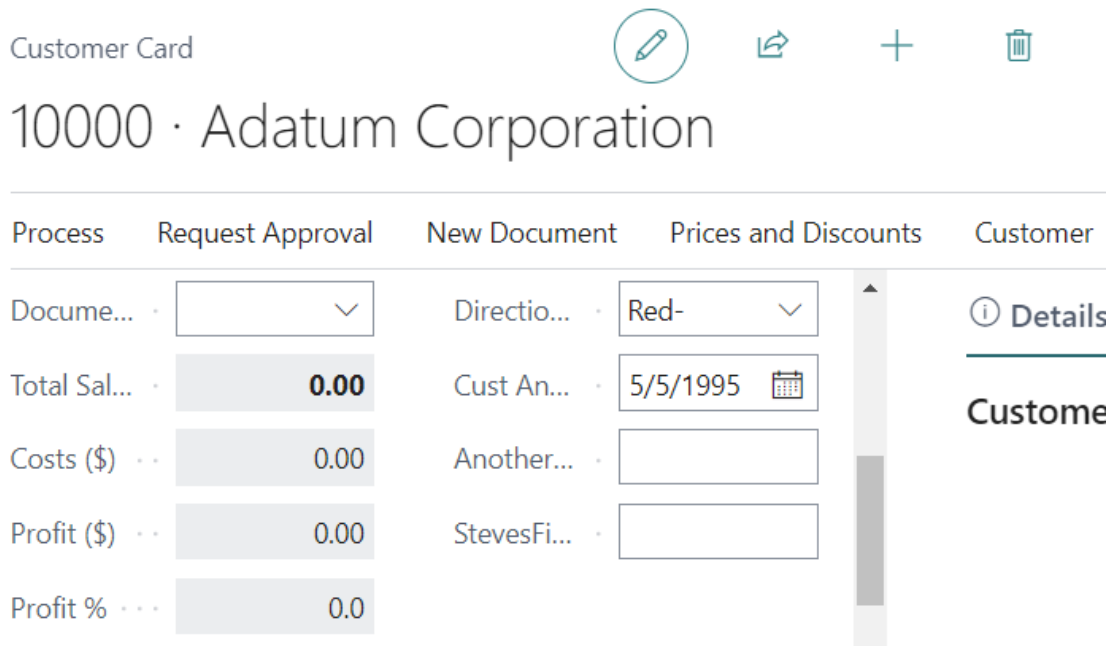 Customer Card
10000 · Adatum Corporation
Process Request Approval New Document Prices and Discounts Customer
Docume... Directio... Red- Details
Total Sal... 0.00 Cust An... 5/5/1995
Custome
Costs ($) 0.00 Another...
Profit ($) 0.00 StevesFi...
Profit % 0.0